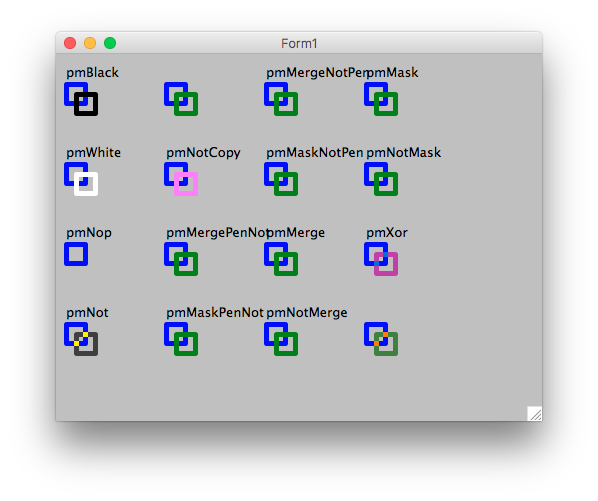 Form1
pmBlack
pmMergeNotPen
pmMask
pmWhite
pmNotCopy
pmMaskNotPen
pmNotMask
pmNop
pmMergePenNot
pmMerge
pmXor
pmNot
pmMaskPenNot
pmNotMerge